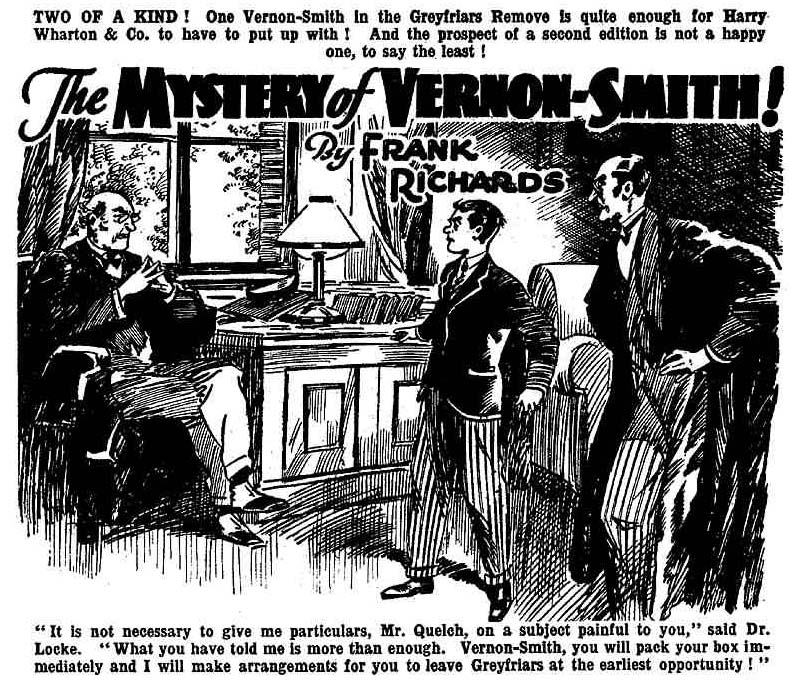 TWO OF A KIND! One Vernon-Smith in the Greyfriars Remove is quite enough for Harry
Wharton & Co. to have to put up with! And the prospect of a second edition is not a happy
one, to say the least!
The MYSTERY of VERNON-SMITH!
By FRANK
RICHARDS
"It is not necessary to give me particulars, Mr. Quelch, on a subject painful to you," said Dr.
Locke. "What you have told me is more than enough. Vernon-Smith, you will pack your box im-
mediately and I will make arrangements for you to leave Greyfriars at the earliest opportunity!"